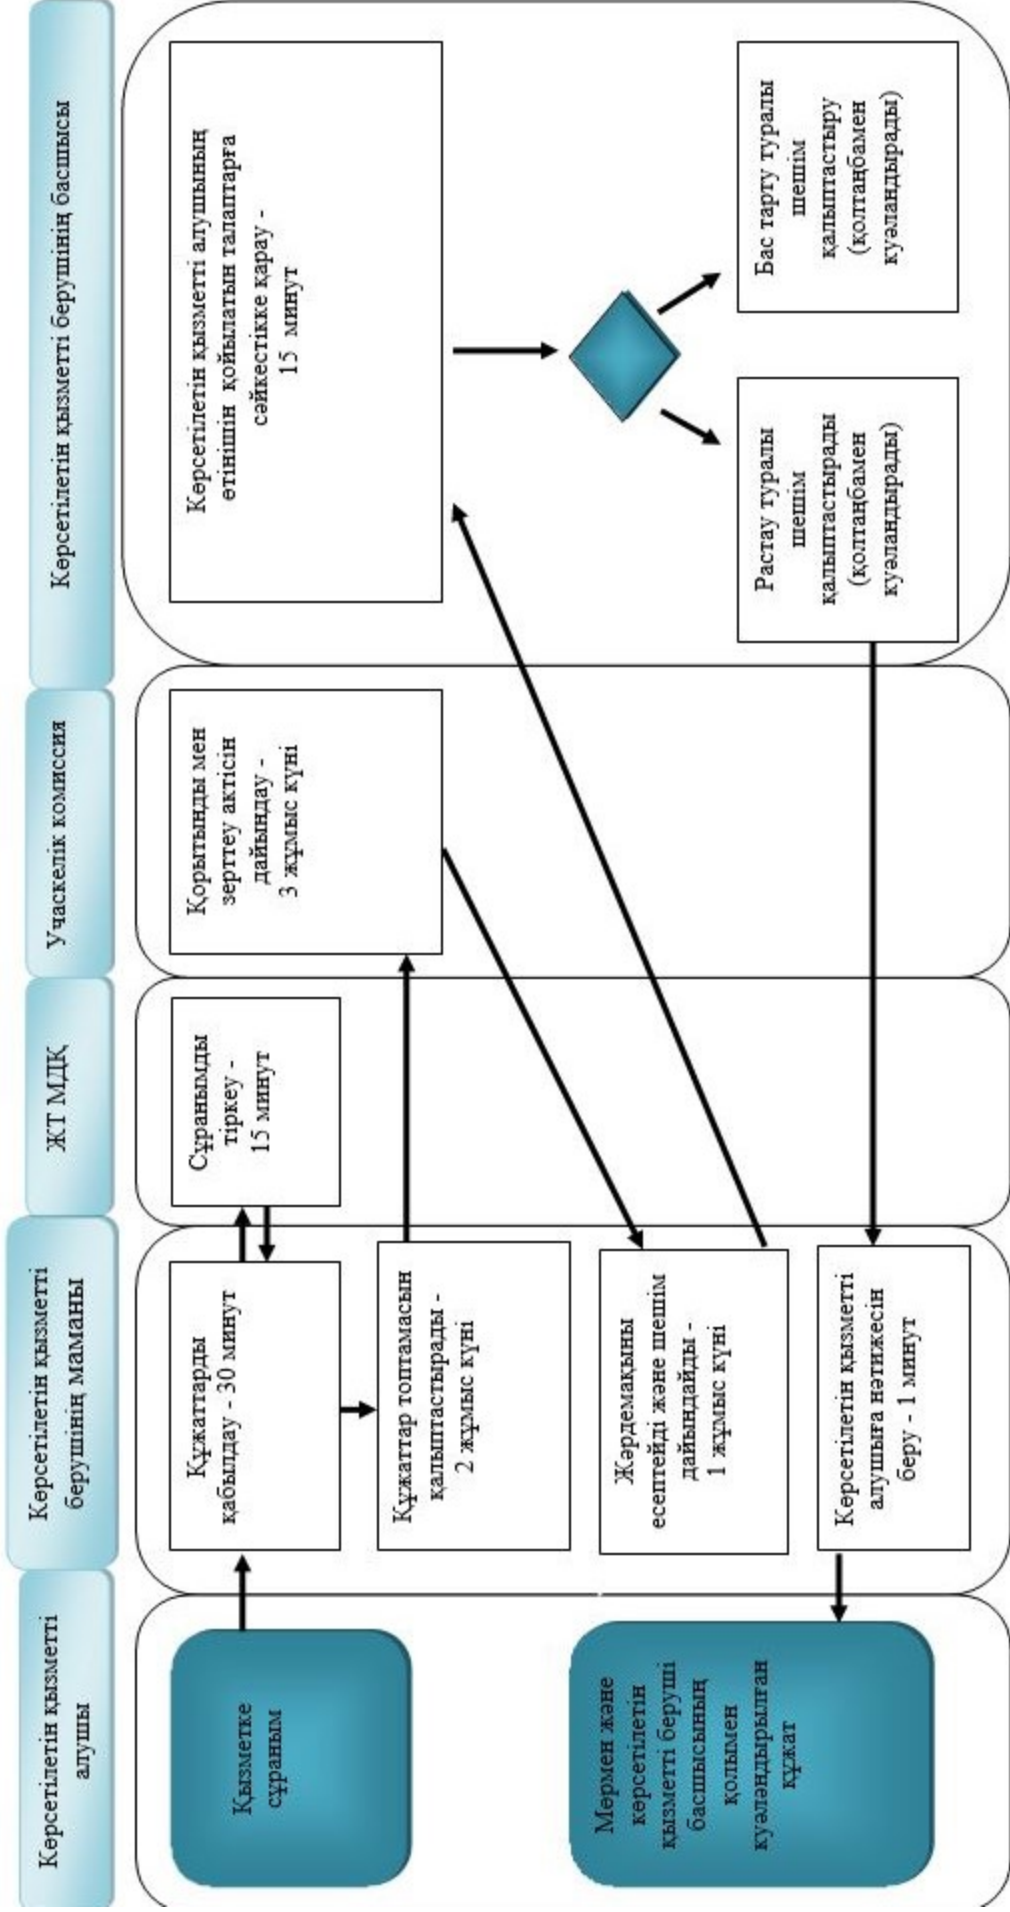 Көрсетілетін қызметті
алушы
Көрсетілетін қызметті
берушінің маманы
ЖТ МДҚ
Учаскелік комиссия
Көрсетілетін қызметті берушінің басшысы
Қызметке
сұраным
Мөрмен және
көрсетілетін
қызметті беруші
басшысының
қолымен
куәләндырылған
құжат
Құжаттарды
қабылдау - 30 минут
Құжаттар топтамасын
қалыптастырады -
2 жұмыс күні
Жәрдемақыны
есептейді және шешім
дайындайды -
1 жұмыс күні
Көрсетілетін қызметті
алушыға нәтижесін
беру - 1 минут
Сұранымды
тіркеу -
15 минут
Қорытынды мен
зерттеу актісін
дайындау -
3 жұмыс күні
Көрсетілетін қызметті алушының
өтінішін қойылатын талаптарға
сәйкестікке қарау -
15 минут
Растау туралы
шешім
қалыптастырады
(қолтаңбамен
куәландырады)
Бас тарту туралы
шешім
қалыптастыру
(қолтаңбамен
куәландырады)